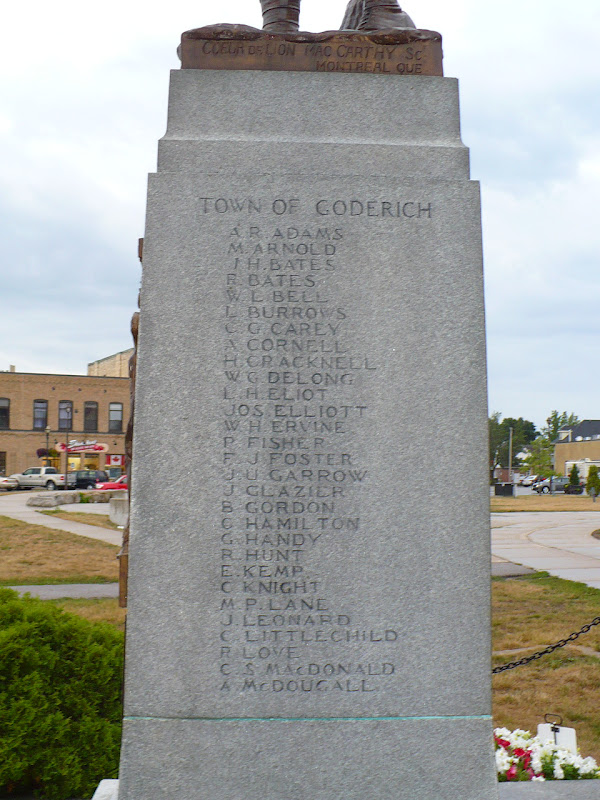 COEUR DE LION MAC CARTHY SC
MONTREAL QUE
TOWN OF GODERICH
A.R. ADAMS
M. ARNOLD
J.H. BATES
R. BATES
W.L. BELL
L. BURROWS
C.G. CAREY
A. CORNELL
H. CRACKNELL
W.G. DELONG
L.H. ELIOT
JOS. ELLIOTT
W.H. ERVINE
P. FISHER
F.J. FOSTER
J.U. GARROW
J. GLAZIER
B. GORDON
C. HAMILTON
G. HANDY
R. HUNT
E. KEMP
C. KNIGHT
M.P. LANE
J. LEONARD
C. LITTLECHILD
R. LOVE
C.S. MACDONALD
A. MCDOUGALL